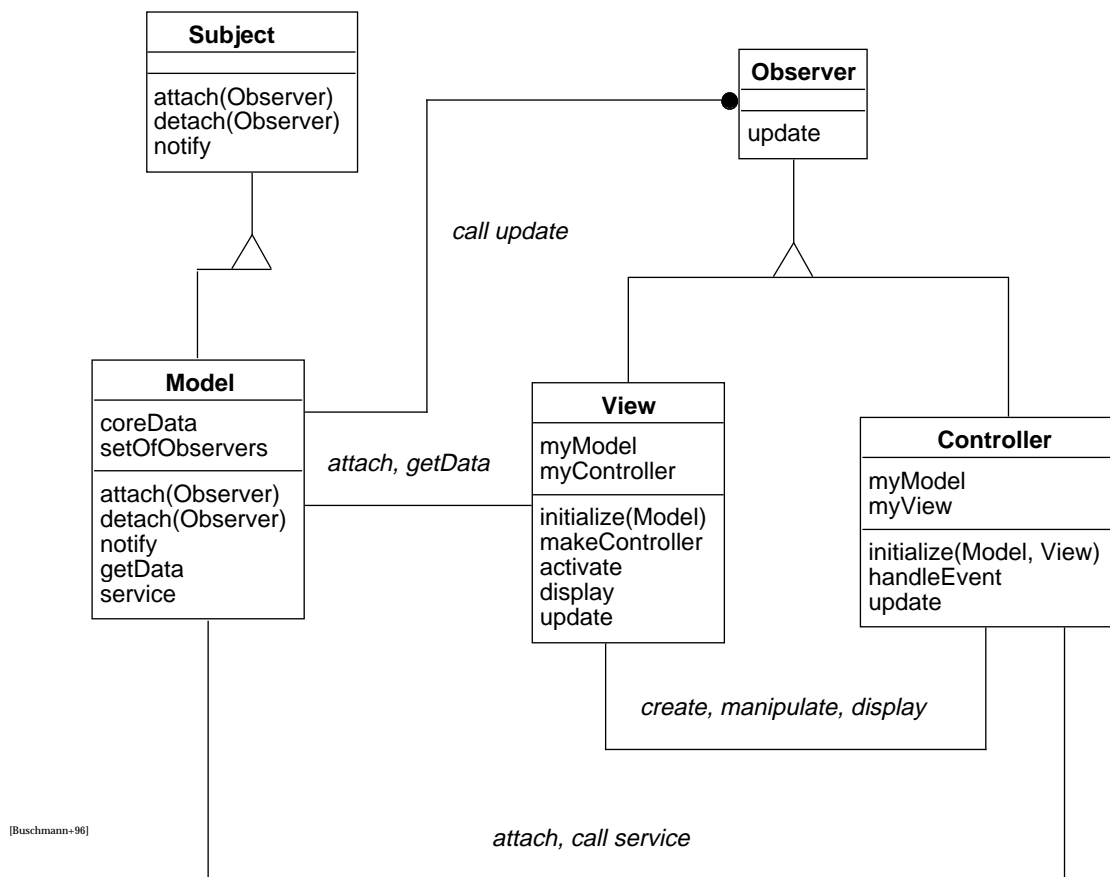 Subject
attach(Observer)
detach(Observer)
notify
Observer
update
call update
Model
coreData
setOfObservers
attach(Observer)
detach(Observer)
notify
getData
service
attach, getData
View
myModel
myController
initialize(Model)
makeController
activate
display
update
Controller
myModel
myView
initialize(Model, View)
handleEvent
update
create, manipulate, display
[Buschmann+96]
attach, call service